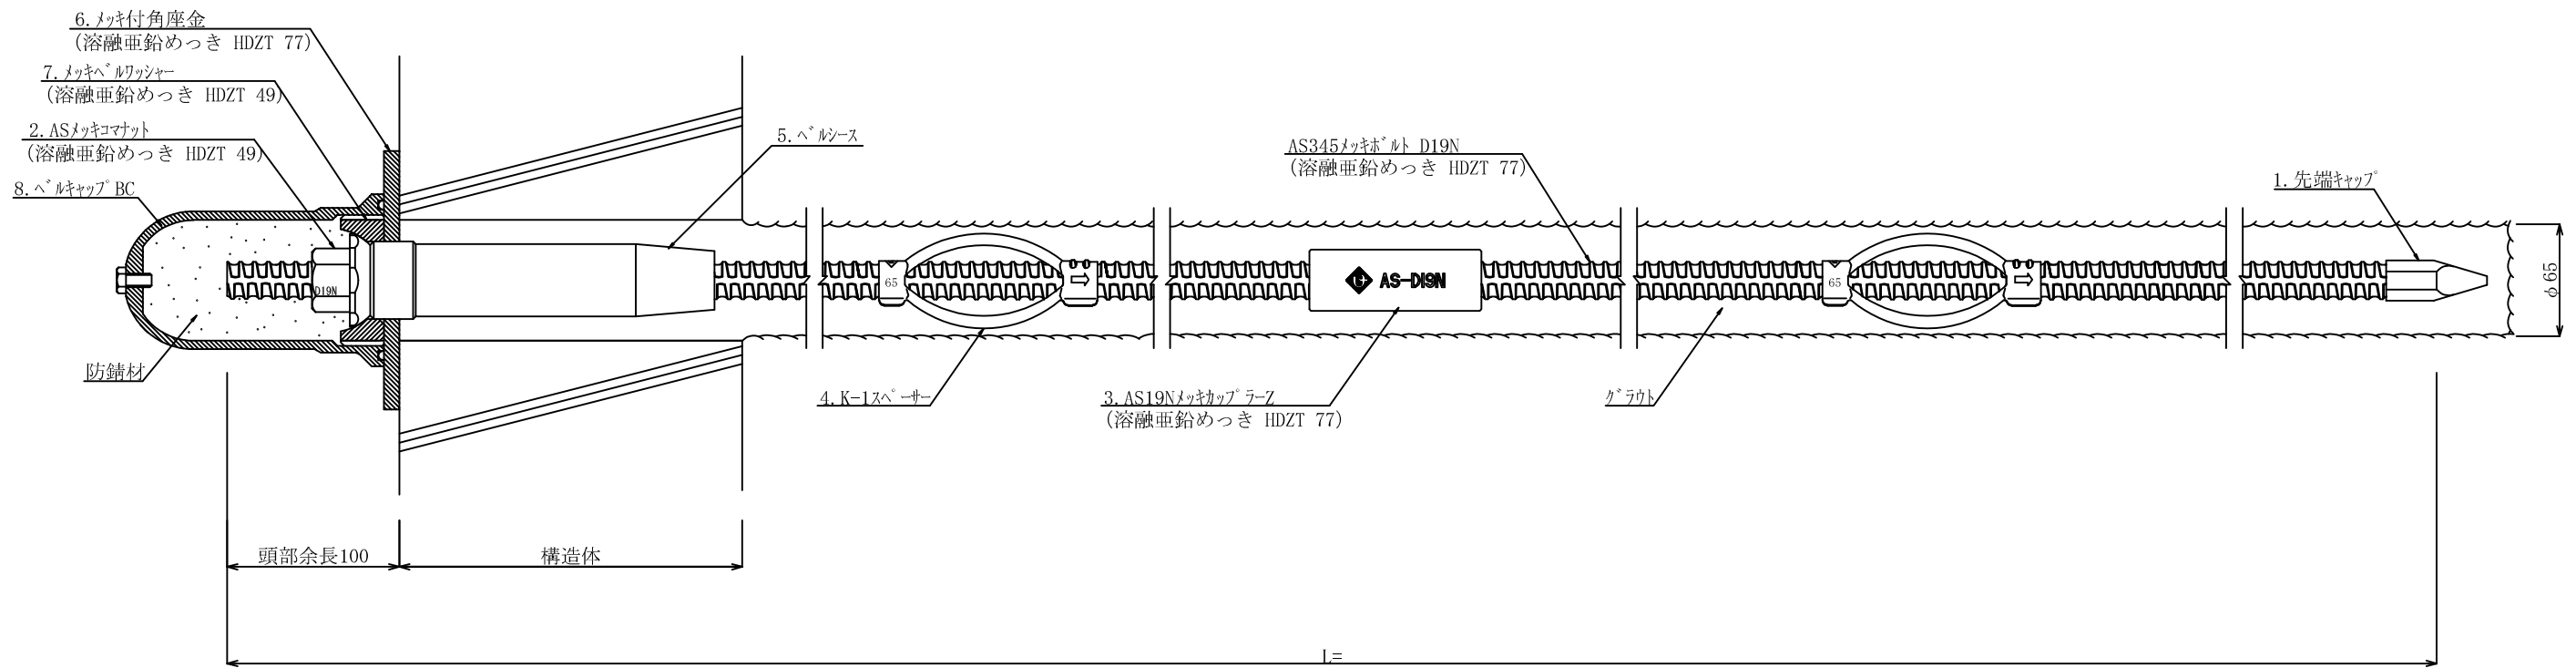 6.ﾒｯｷ付角座金
(溶融亜鉛めっき HDZT 77)
7.ﾒｯｷﾍﾞﾙﾜｯｼｬｰ
(溶融亜鉛めっき HDZT 49)
2.ASﾒｯｷｺﾏﾅｯﾄ
(溶融亜鉛めっき HDZT 49)
8.ﾍﾞﾙｷｬｯﾌﾟBC
5.ﾍﾞﾙｼｰｽ
AS345ﾒｯｷﾎﾞﾙﾄ D19N
(溶融亜鉛めっき HDZT 77)
1.先端ｷｬｯﾌﾟ
D19N
65
AS-D19N
65
φ65
防錆材
4.K-1ｽﾍﾟｰｻｰ
3.AS19NﾒｯｷｶｯﾌﾟﾗｰZ
(溶融亜鉛めっき HDZT 77)
ｸﾞﾗｳﾄ
頭部余長100
構造体
L=